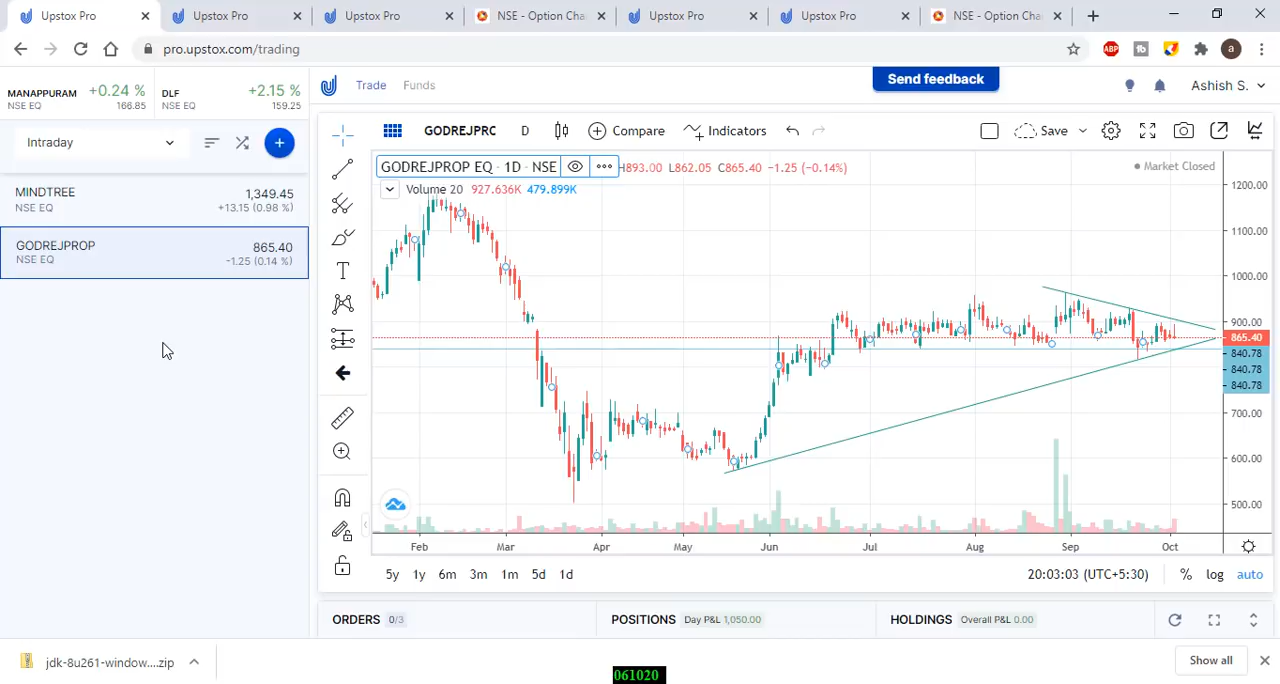 Upstox Pro
Upstox Pro
Upstox Pro
NSE - Option Cha
Upstox Pro
Upstox Pro
NSE - Option Cha
pro.upstox.com/trading
ABP
tb
a
MANAPPURAM +0.24 %
NSE EQ 166.85
DLF +2.15 %
NSE EQ 159.25
Trade Funds
Send feedback
Ashish S.
Intraday
MINDTREE 1,349.45
NSE EQ +13.15 (0.98 %)
GODREJPROP 865.40
NSE EQ -1.25 (0.14 %)
GODREJPRC D Compare Indicators Save
GODREJPROP EQ · 1D · NSE H893.00 L862.05 C865.40 −1.25 (−0.14%)
Market Closed
Volume 20 927.636K 479.899K
1200.00
1100.00
1000.00
900.00
865.40
840.78
840.78
840.78
700.00
600.00
500.00
Feb Mar Apr May Jun Jul Aug Sep Oct
5y 1y 6m 3m 1m 5d 1d
20:03:03 (UTC+5:30) % log auto
ORDERS 0/3
POSITIONS Day P&L 1,050.00
HOLDINGS Overall P&L 0.00
jdk-8u261-window....zip
Show all
061020